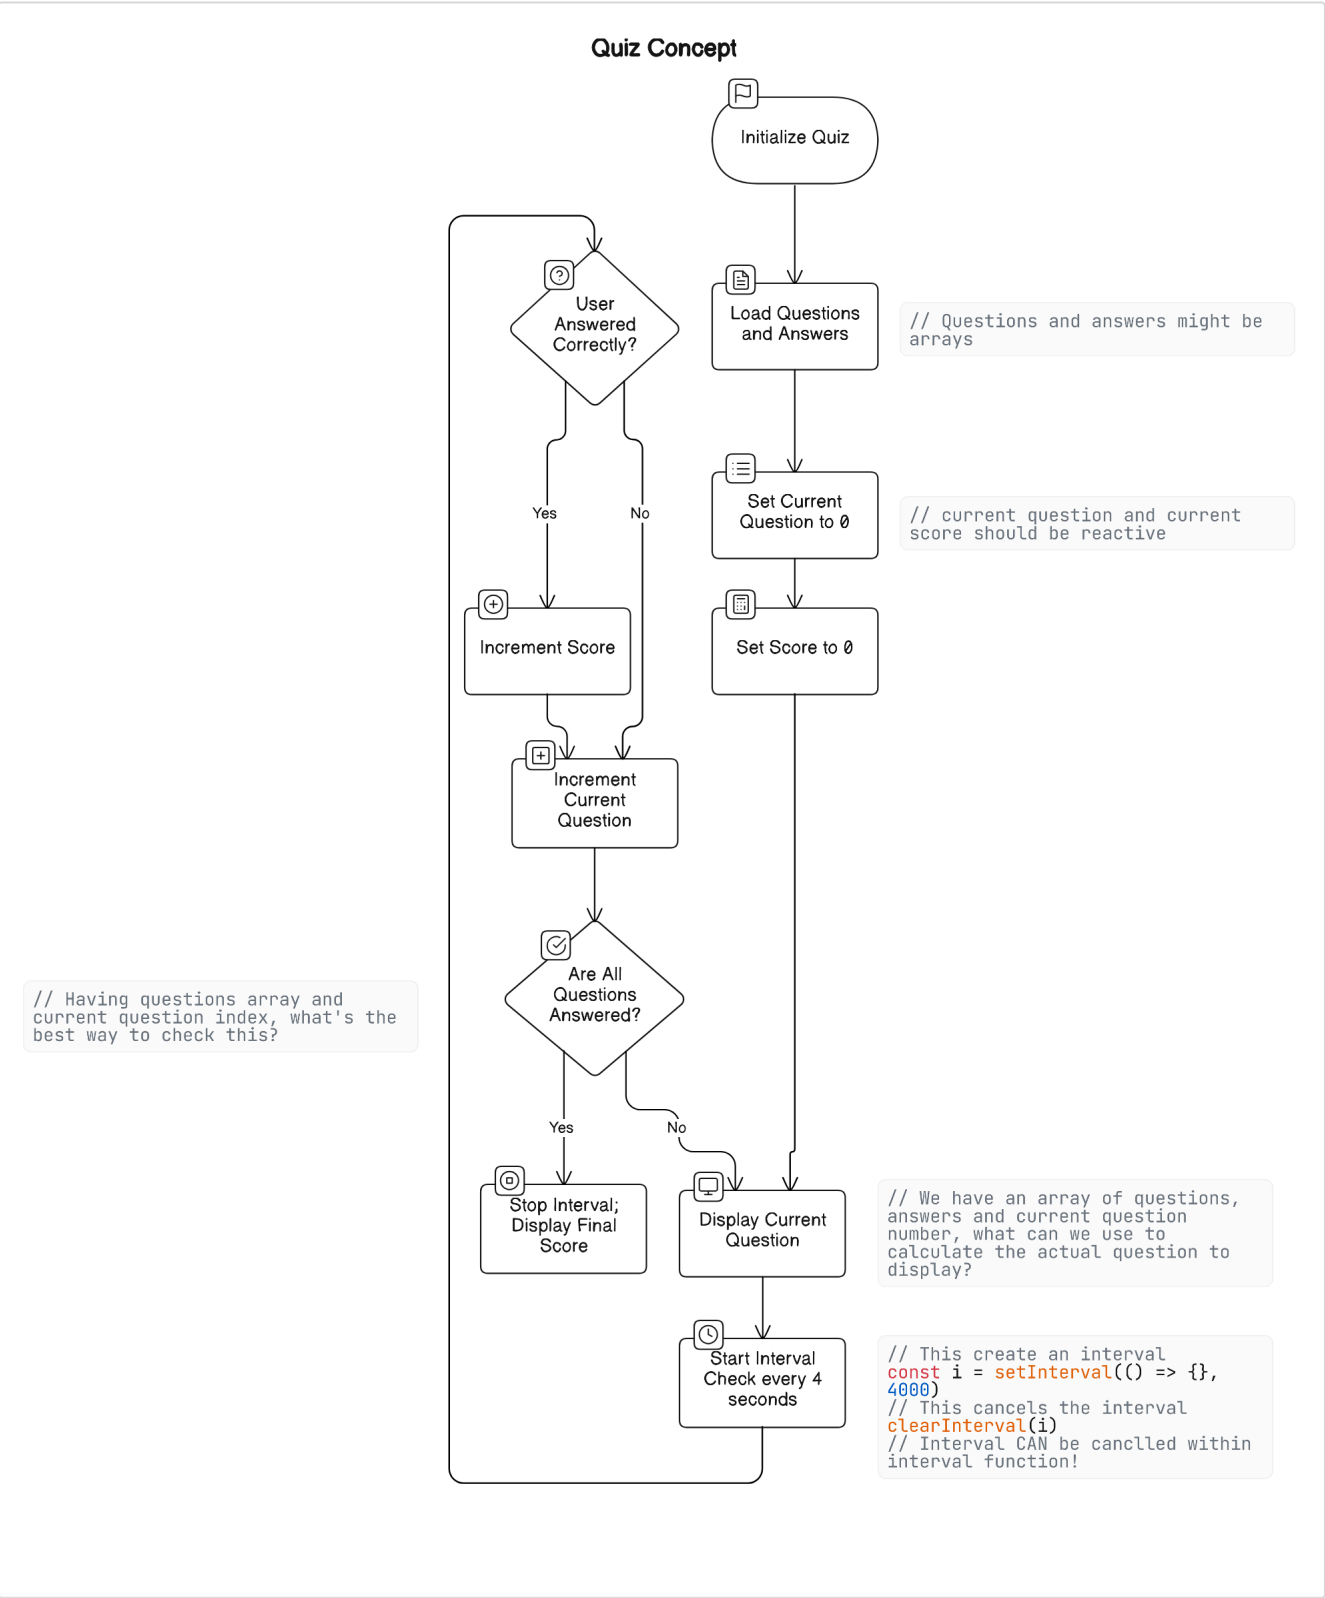 Quiz Concept
Initialize Quiz
User
Answered
Correctly?
Load Questions
and Answers
// Questions and answers might be
arrays
Yes
No
Set Current
Question to 0
// current question and current
score should be reactive
Increment Score
Set Score to 0
Increment
Current
Question
Are All
Questions
Answered?
// Having questions array and
current question index, what's the
best way to check this?
Yes
No
Stop Interval;
Display Final
Score
Display Current
Question
// We have an array of questions,
answers and current question
number, what can we use to
calculate the actual question to
display?
Start Interval
Check every 4
seconds
// This create an interval
const i = setInterval(() => {},
4000)
// This cancels the interval
clearInterval(i)
// Interval CAN be canclled within
interval function!